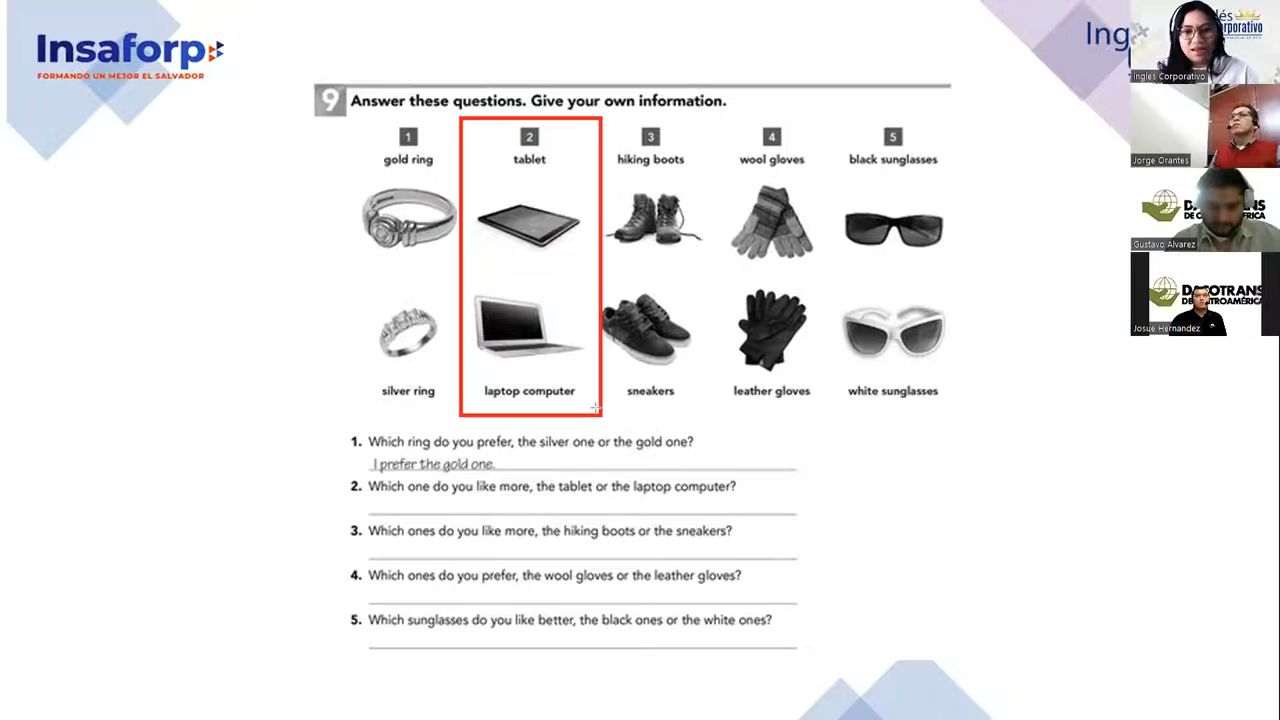 Insaforp
FORMANDO UN MEJOR EL SALVADOR
Ing
9 Answer these questions. Give your own information.
1 2 3 4 5
gold ring tablet hiking boots wool gloves black sunglasses
silver ring laptop computer sneakers leather gloves white sunglasses
1. Which ring do you prefer, the silver one or the gold one?
I prefer the gold one.
2. Which one do you like more, the tablet or the laptop computer?
3. Which ones do you like more, the hiking boots or the sneakers?
4. Which ones do you prefer, the wool gloves or the leather gloves?
5. Which sunglasses do you like better, the black ones or the white ones?
Ingles Corporativo
Jorge Orantes
Gustavo Alvarez
Josue Hernandez